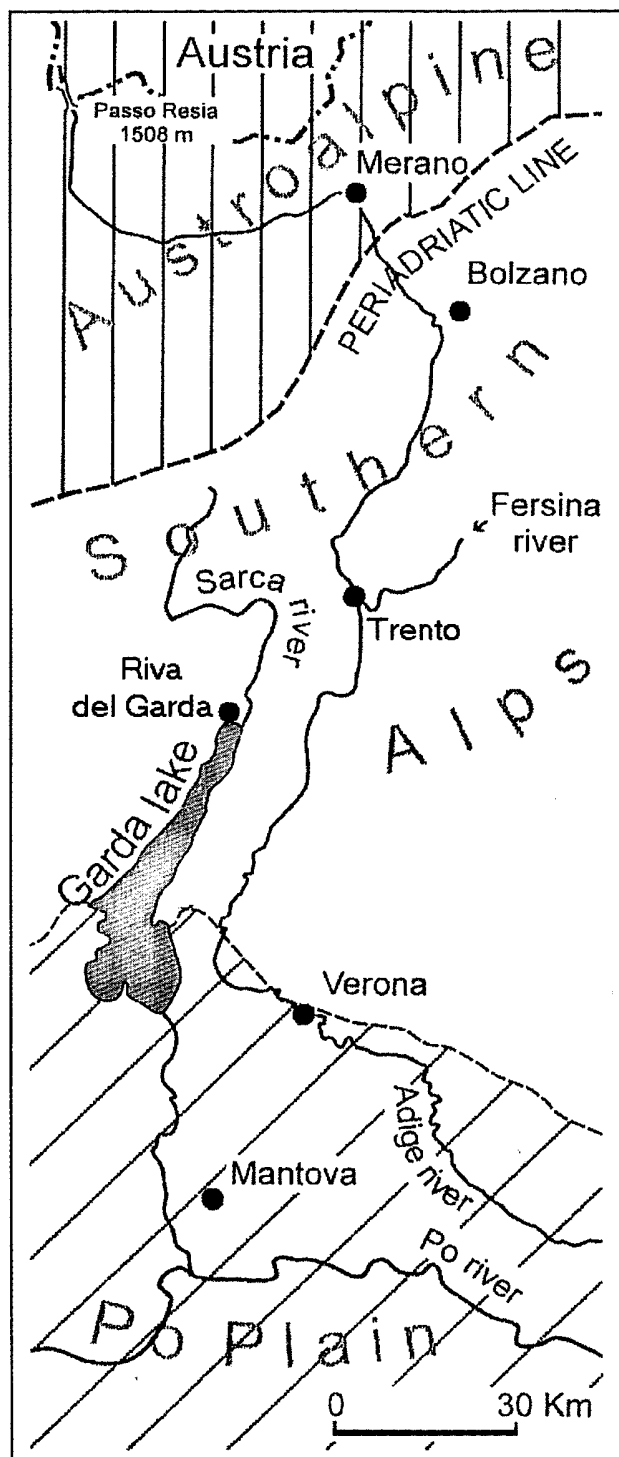 Austria
Passo Resia
1508 m
Austroalpine
Merano
PERIADRIATIC LINE
Bolzano
Southern
Fersina
river
Sarca
river
Trento
Riva
del Garda
Alps
Garda lake
Verona
Adige river
Mantova
Po river
Po Plain
0 30 Km